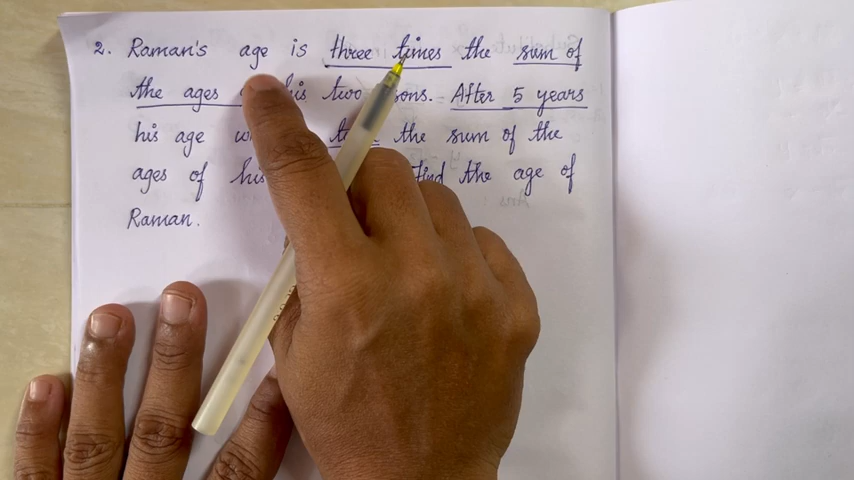 2. Raman's age is three times the sum of
the ages his two sons. After 5 years
his age the sum of the
ages of his find the age of
Raman.